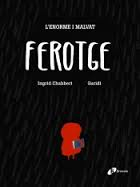 L'ENORME I MALVAT
FEROTGE
Ingrid Chabbert Guridi